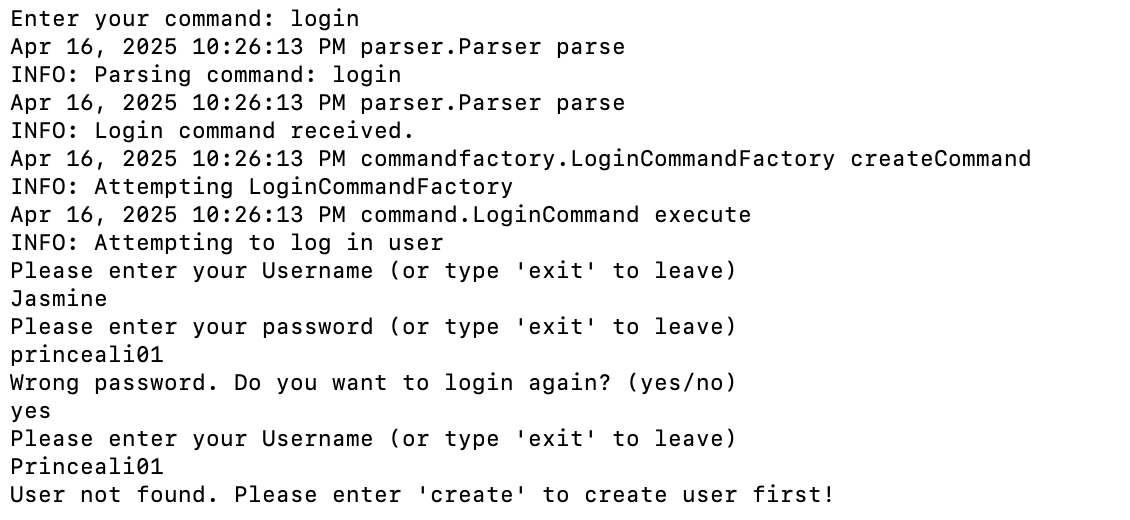 Enter your command: login
Apr 16, 2025 10:26:13 PM parser.Parser parse
INFO: Parsing command: login
Apr 16, 2025 10:26:13 PM parser.Parser parse
INFO: Login command received.
Apr 16, 2025 10:26:13 PM commandfactory.LoginCommandFactory createCommand
INFO: Attempting LoginCommandFactory
Apr 16, 2025 10:26:13 PM command.LoginCommand execute
INFO: Attempting to log in user
Please enter your Username (or type 'exit' to leave)
Jasmine
Please enter your password (or type 'exit' to leave)
princeali01
Wrong password. Do you want to login again? (yes/no)
yes
Please enter your Username (or type 'exit' to leave)
Princeali01
User not found. Please enter 'create' to create user first!